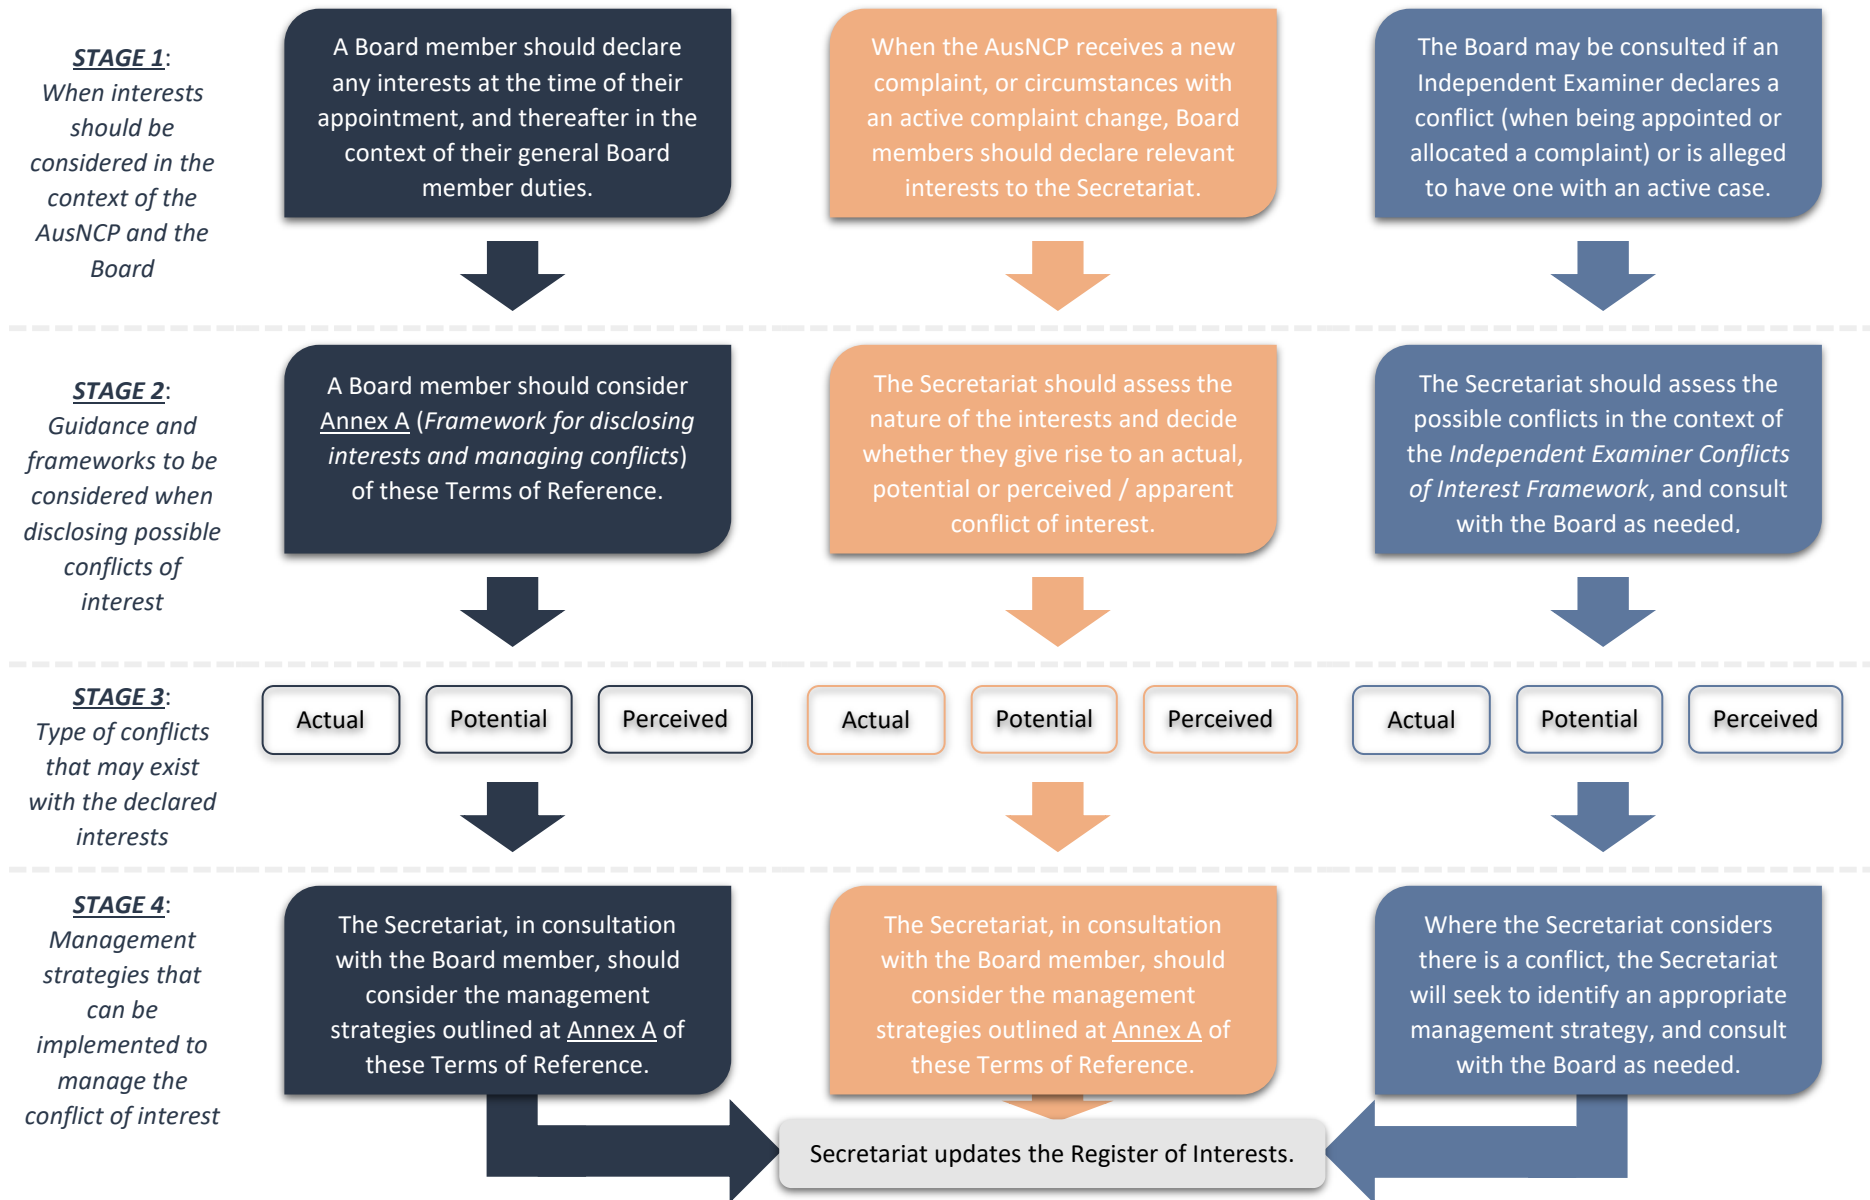 STAGE 1:
When interests
should be
considered in the
context of the
AusNCP and the
Board
A Board member should declare
any interests at the time of their
appointment, and thereafter in the
context of their general Board
member duties.
When the AusNCP receives a new
complaint, or circumstances with
an active complaint change, Board
members should declare relevant
interests to the Secretariat.
The Board may be consulted if an
Independent Examiner declares a
conflict (when being appointed or
allocated a complaint) or is alleged
to have one with an active case.
STAGE 2:
Guidance and
frameworks to be
considered when
disclosing possible
conflicts of
interest
A Board member should consider
Annex A (Framework for disclosing
interests and managing conflicts)
of these Terms of Reference.
The Secretariat should assess the
nature of the interests and decide
whether they give rise to an actual,
potential or perceived / apparent
conflict of interest.
The Secretariat should assess the
possible conflicts in the context of
the Independent Examiner Conflicts
of Interest Framework, and consult
with the Board as needed.
STAGE 3:
Type of conflicts
that may exist
with the declared
interests
Actual
Potential
Perceived
Actual
Potential
Perceived
Actual
Potential
Perceived
STAGE 4:
Management
strategies that
can be
implemented to
manage the
conflict of interest
The Secretariat, in consultation
with the Board member, should
consider the management
strategies outlined at Annex A of
these Terms of Reference.
The Secretariat, in consultation
with the Board member, should
consider the management
strategies outlined at Annex A of
these Terms of Reference.
Where the Secretariat considers
there is a conflict, the Secretariat
will seek to identify an appropriate
management strategy, and consult
with the Board as needed.
Secretariat updates the Register of Interests.